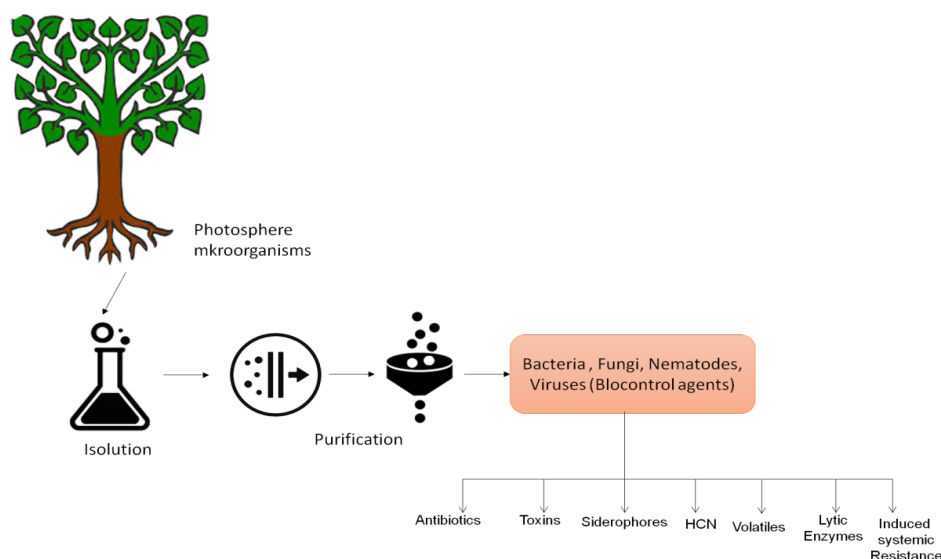 Photosphere
mkroorganisms
Isolution
Purification
Bacteria , Fungi, Nematodes,
Viruses (Blocontrol agents)
Antibiotics
Toxins
Siderophores
HCN
Volatiles
Lytic
Enzymes
Induced
systemic
Resistance